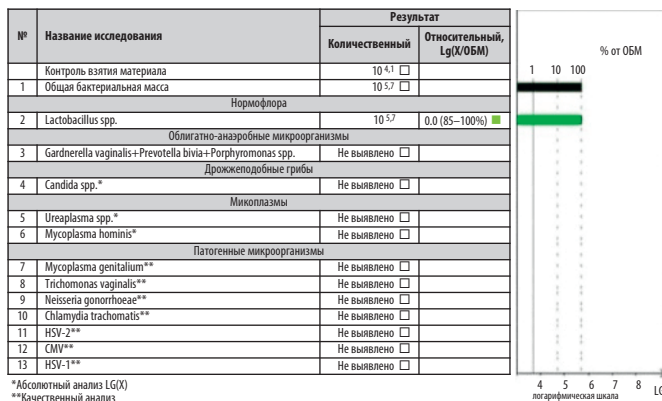 № Название исследования Результат
Количественный Относительный, Lg(X/ОБМ)
Контроль взятия материала 10 4,1 □
1 Общая бактериальная масса 10 5,7 □
Нормофлора
2 Lactobacillus spp. 10 5,7 0.0 (85–100%) ■
Облигатно-анаэробные микроорганизмы
3 Gardnerella vaginalis+Prevotella bivia+Porphyromonas spp. Не выявлено □
Дрожжеподобные грибы
4 Candida spp.* Не выявлено □
Микоплазмы
5 Ureaplasma spp.* Не выявлено □
6 Mycoplasma hominis* Не выявлено □
Патогенные микроорганизмы
7 Mycoplasma genitalium** Не выявлено □
8 Trichomonas vaginalis** Не выявлено □
9 Neisseria gonorrhoeae** Не выявлено □
10 Chlamydia trachomatis** Не выявлено □
11 HSV-2** Не выявлено □
12 CMV** Не выявлено □
13 HSV-1** Не выявлено □
*Абсолютный анализ LG(X)
**Качественный анализ
% от ОБМ
1 10 100
4 5 6 7 8
логарифмическая шкала